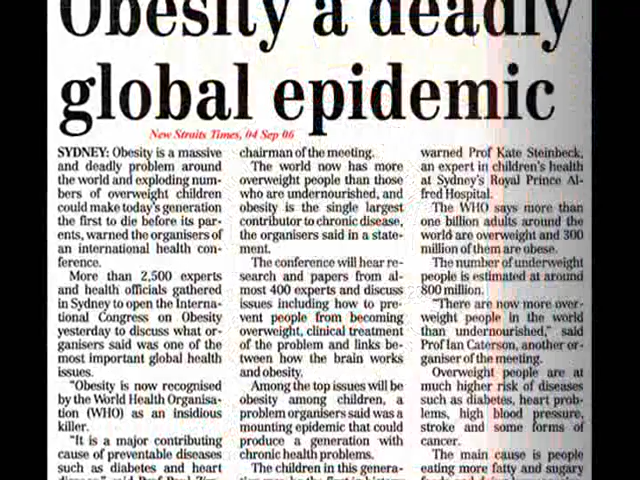 Obesity a deadly
global epidemic
New Straits Times, 04 Sep 06
SYDNEY: Obesity is a massive
and deadly problem around
the world and exploding num-
bers of overweight children
could make today's generation
the first to die before its par-
ents, warned the organisers of
an international health con-
ference.
More than 2,500 experts
and health officials gathered
in Sydney to open the Interna-
tional Congress on Obesity
yesterday to discuss what or-
ganisers said was one of the
most important global health
issues.
"Obesity is now recognised
by the World Health Organisa-
tion (WHO) as an insidious
killer.
"It is a major contributing
cause of preventable diseases
such as diabetes and heart
chairman of the meeting.
The world now has more
overweight people than those
who are undernourished, and
obesity is the single largest
contributor to chronic disease,
the organisers said in a state-
ment.
The conference will hear re-
search and papers from al-
most 400 experts and discuss
issues including how to pre-
vent people from becoming
overweight, clinical treatment
of the problem and links be-
tween how the brain works
and obesity.
Among the top issues will be
obesity among children, a
problem organisers said was a
mounting epidemic that could
produce a generation with
chronic health problems.
The children in this genera-
warned Prof Kate Steinbeck,
an expert in children's health
at Sydney's Royal Prince Al-
fred Hospital.
The WHO says more than
one billion adults around the
world are overweight and 300
million of them are obese.
The number of underweight
people is estimated at around
800 million.
"There are now more over-
weight people in the world
than undernourished," said
Prof Ian Caterson, another or-
ganiser of the meeting.
Overweight people are at
much higher risk of diseases
such as diabetes, heart prob-
lems, high blood pressure,
stroke and some forms of
cancer.
The main cause is people
eating more fatty and sugary